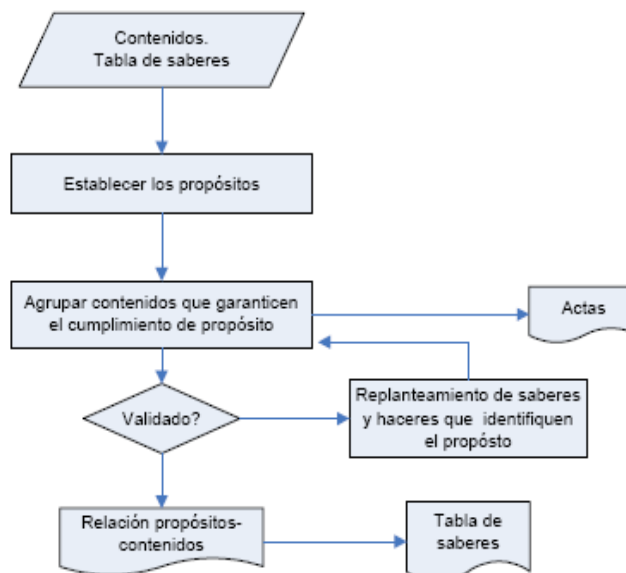 Contenidos.
Tabla de saberes
Establecer los propósitos
Agrupar contenidos que garanticen
el cumplimiento de propósito
Actas
Validado?
Replanteamiento de saberes
y haceres que identifiquen
el propósto
Relación propósitos-
contenidos
Tabla de
saberes